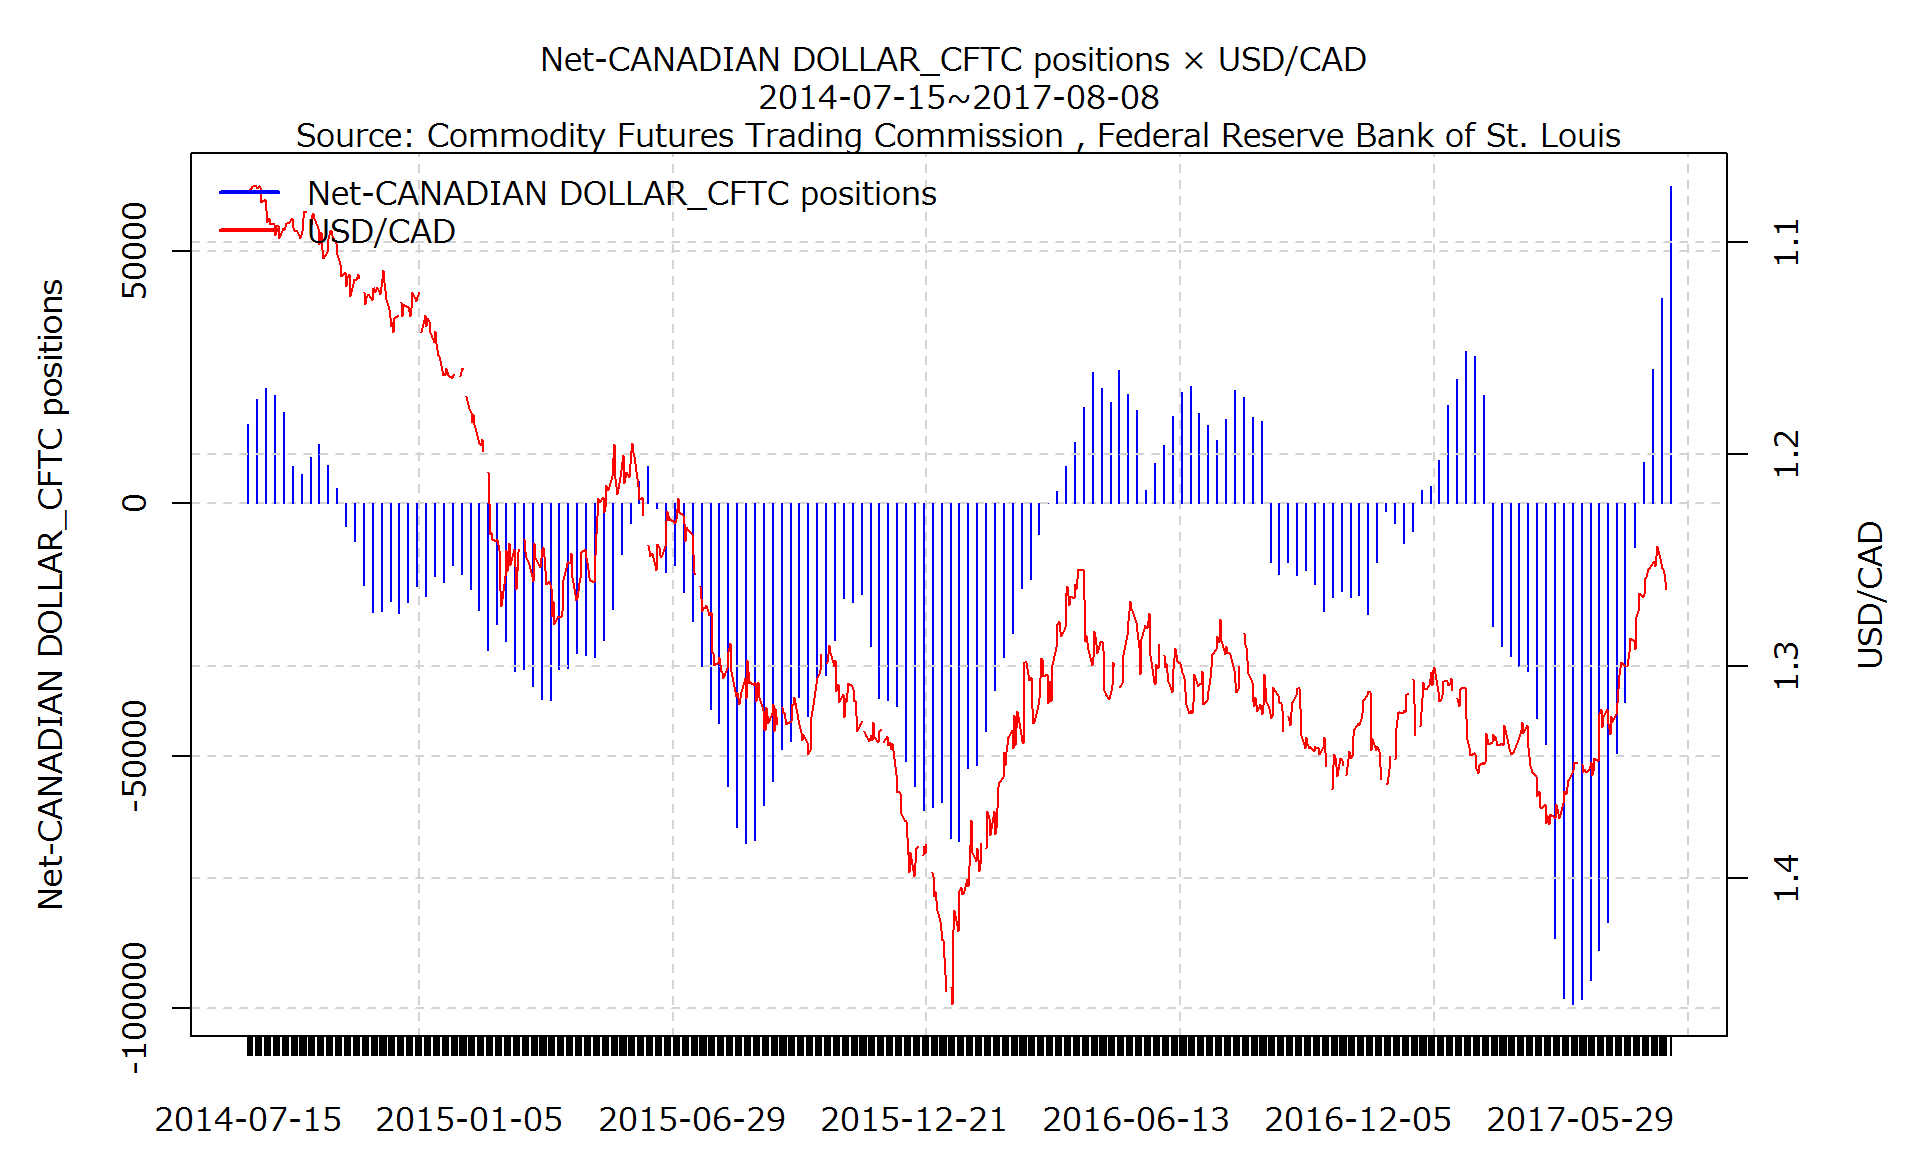 Net-CANADIAN DOLLAR_CFTC positions × USD/CAD
2014-07-15~2017-08-08
Source: Commodity Futures Trading Commission , Federal Reserve Bank of St. Louis
Net-CANADIAN DOLLAR_CFTC positions
USD/CAD
Net-CANADIAN DOLLAR_CFTC positions
50000
0
-50000
-100000
1.1
1.2
1.3
1.4
USD/CAD
2014-07-15 2015-01-05 2015-06-29 2015-12-21 2016-06-13 2016-12-05 2017-05-29